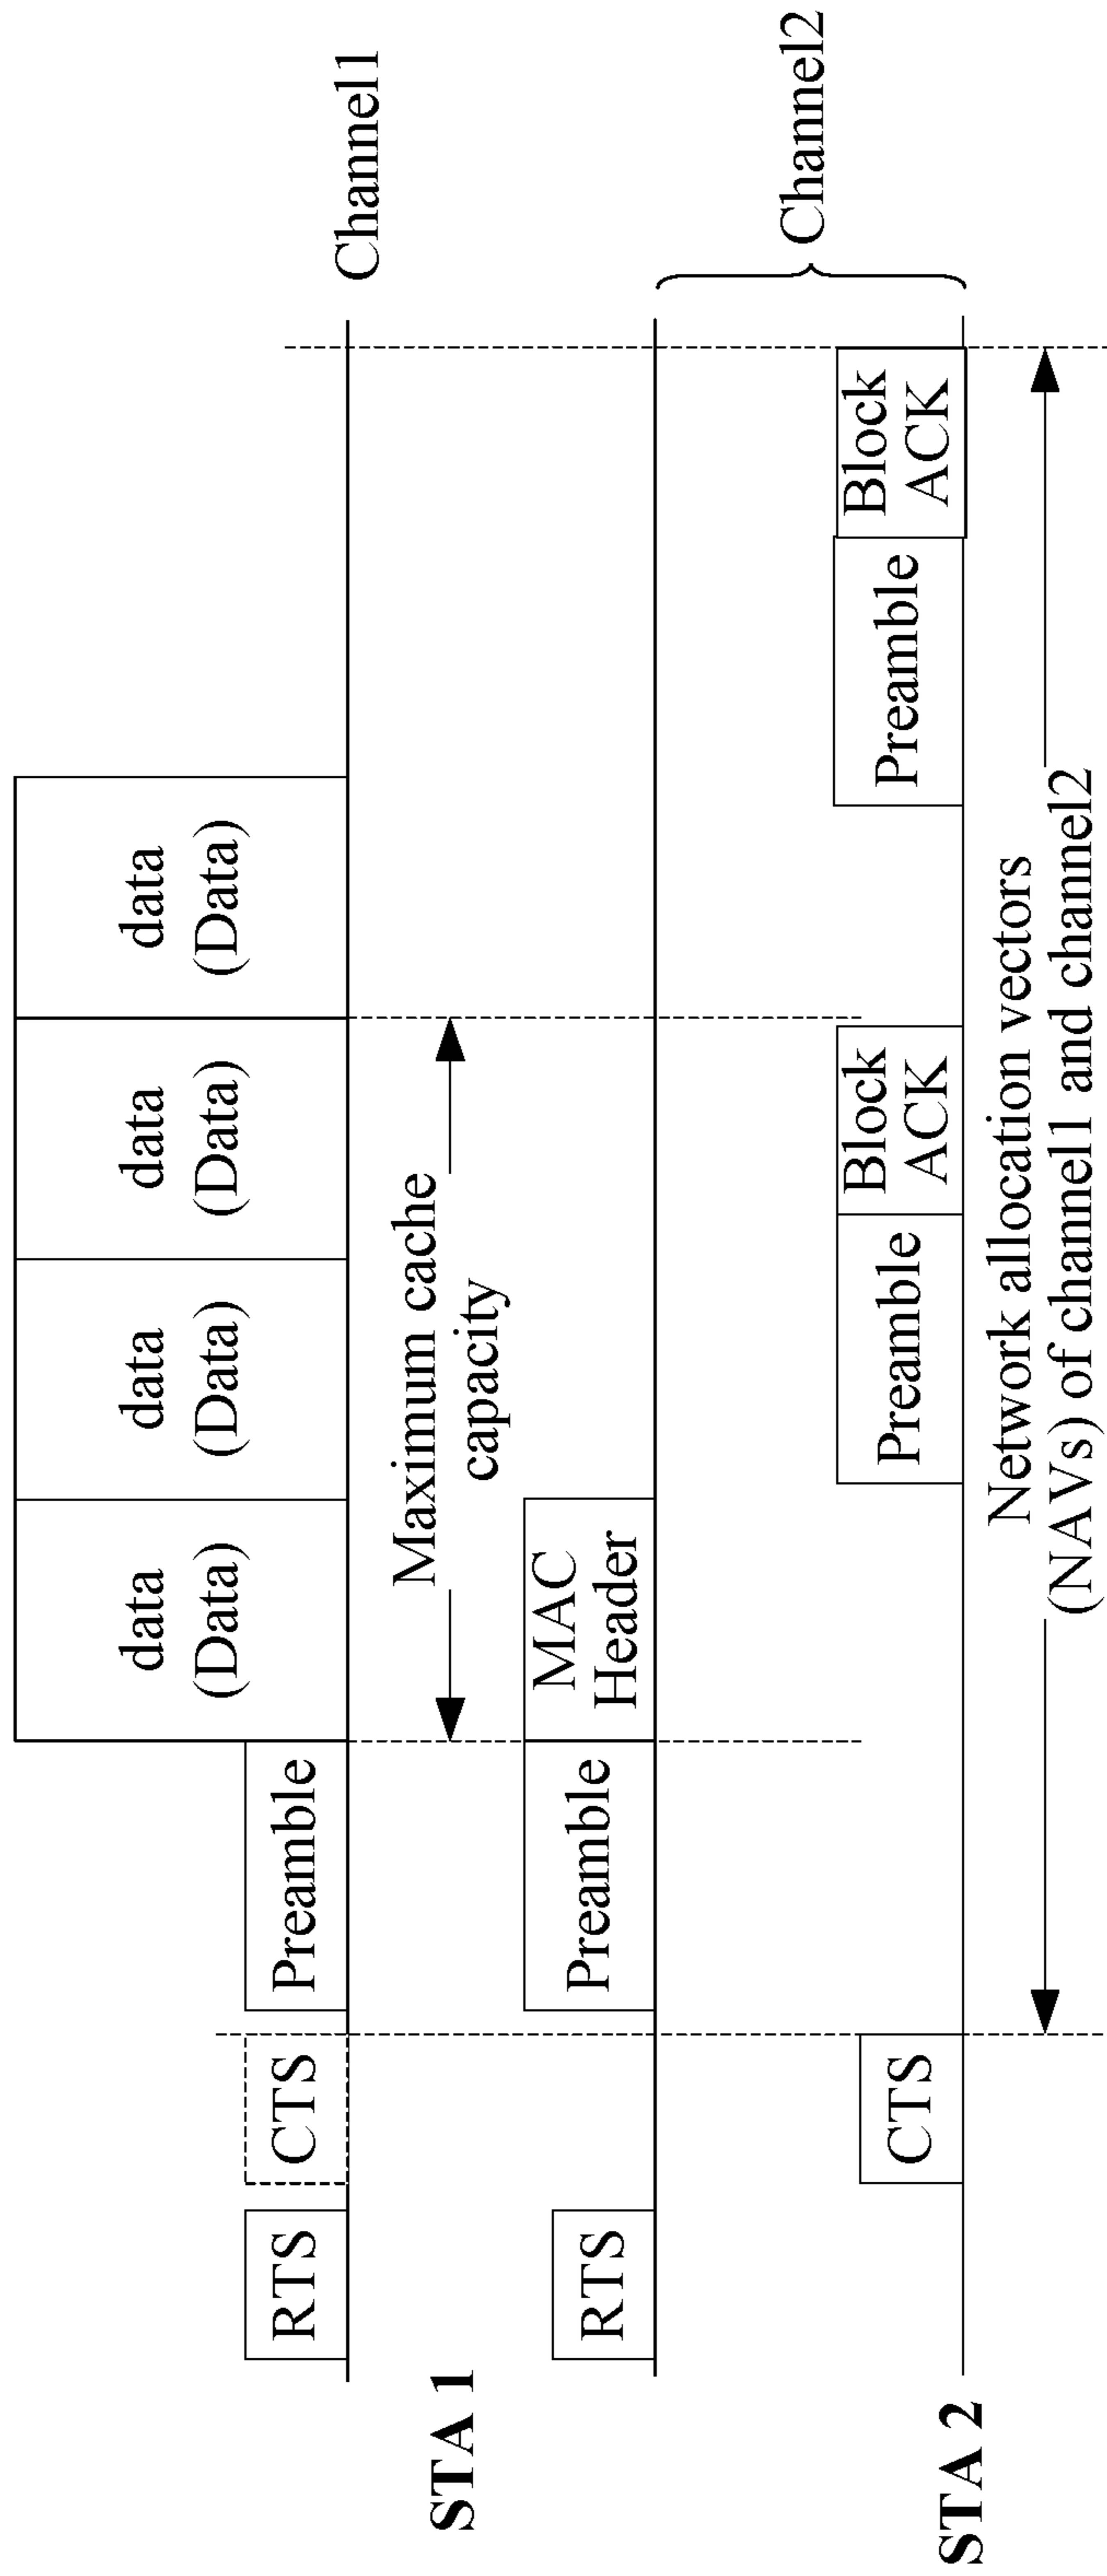 RTS
CTS
Preamble
data
(Data)
data
(Data)
data
(Data)
data
(Data)
Channel1
STA 1
Maximum cache
capacity
RTS
Preamble
MAC
Header
Channel2
STA 2
CTS
Preamble
Block
ACK
Preamble
Block
ACK
Network allocation vectors
(NAVs) of channel1 and channel2